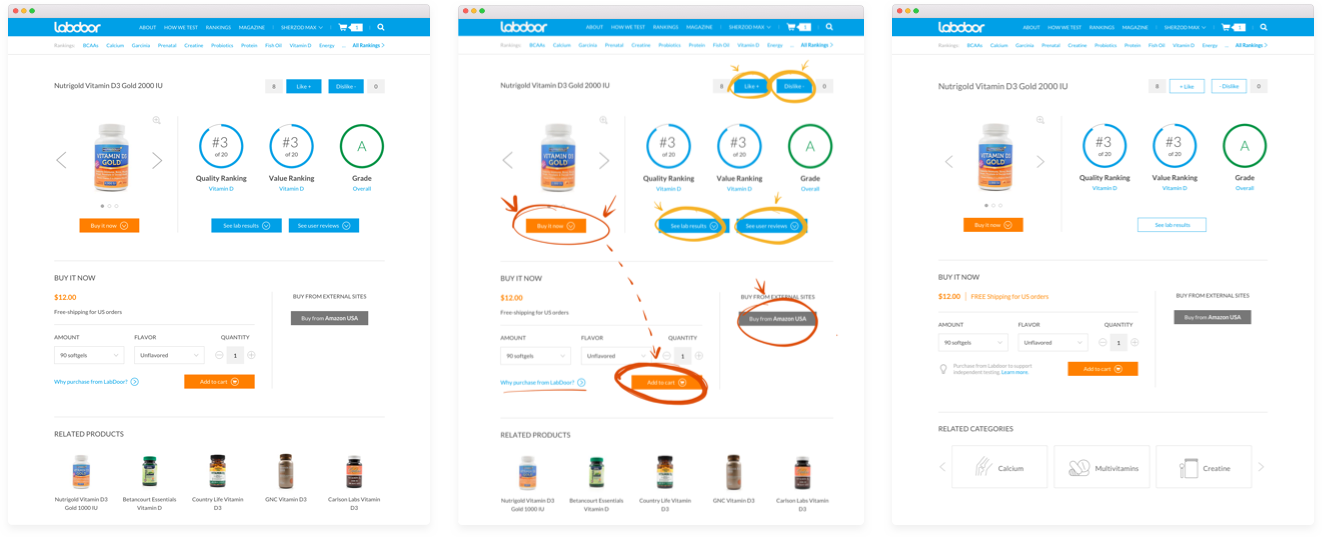 labdoor ABOUT HOW WE TEST RANKINGS MAGAZINE SHERZOD MAX 1
Rankings: BCAAs Calcium Garcinia Prenatal Creatine Probiotics Protein Fish Oil Vitamin D Energy ... All Rankings
Nutrigold Vitamin D3 Gold 2000 IU 8 Like + Dislike - 0
VITAMIN D3
GOLD
#3 #3 A
of 20 of 20
Quality Ranking Value Ranking Grade
Vitamin D Vitamin D Overall
Buy it now See lab results See user reviews
BUY IT NOW
$12.00 BUY FROM EXTERNAL SITES
Free-shipping for US orders
Buy from Amazon USA
AMOUNT FLAVOR QUANTITY
90 softgels Unflavored 1
Why purchase from LabDoor? Add to cart
RELATED PRODUCTS
Nutrigold Vitamin D3 Betancourt Essentials Country Life Vitamin GNC Vitamin D3 Carlson Labs Vitamin
Gold 1000 IU Vitamin D D3 D3
labdoor ABOUT HOW WE TEST RANKINGS MAGAZINE SHERZOD MAX 1
Rankings: BCAAs Calcium Garcinia Prenatal Creatine Probiotics Protein Fish Oil Vitamin D Energy ... All Rankings
Nutrigold Vitamin D3 Gold 2000 IU 8 Like + Dislike - 0
VITAMIN D3
GOLD
#3 #3 A
of 20 of 20
Quality Ranking Value Ranking Grade
Vitamin D Vitamin D Overall
Buy it now See lab results See user reviews
BUY IT NOW
$12.00 BUY FROM EXTERNAL SITES
Free-shipping for US orders
Buy from Amazon USA
AMOUNT FLAVOR QUANTITY
90 softgels Unflavored 1
Why purchase from LabDoor? Add to cart
RELATED PRODUCTS
Nutrigold Vitamin D3 Betancourt Essentials Country Life Vitamin GNC Vitamin D3 Carlson Labs Vitamin
Gold 1000 IU Vitamin D D3 D3
labdoor ABOUT HOW WE TEST RANKINGS MAGAZINE SHERZOD MAX 1
Rankings: BCAAs Calcium Garcinia Prenatal Creatine Probiotics Protein Fish Oil Vitamin D Energy ... All Rankings
Nutrigold Vitamin D3 Gold 2000 IU 8 + Like - Dislike 0
VITAMIN D3
GOLD
#3 #3 A
of 20 of 20
Quality Ranking Value Ranking Grade
Vitamin D Vitamin D Overall
Buy it now See lab results
BUY IT NOW
$12.00 FREE Shipping for US orders BUY FROM EXTERNAL SITES
Buy from Amazon USA
AMOUNT FLAVOR QUANTITY
90 softgels Unflavored 1
Purchase from Labdoor to support
independent testing. Learn more. Add to cart
RELATED CATEGORIES
Calcium Multivitamins Creatine